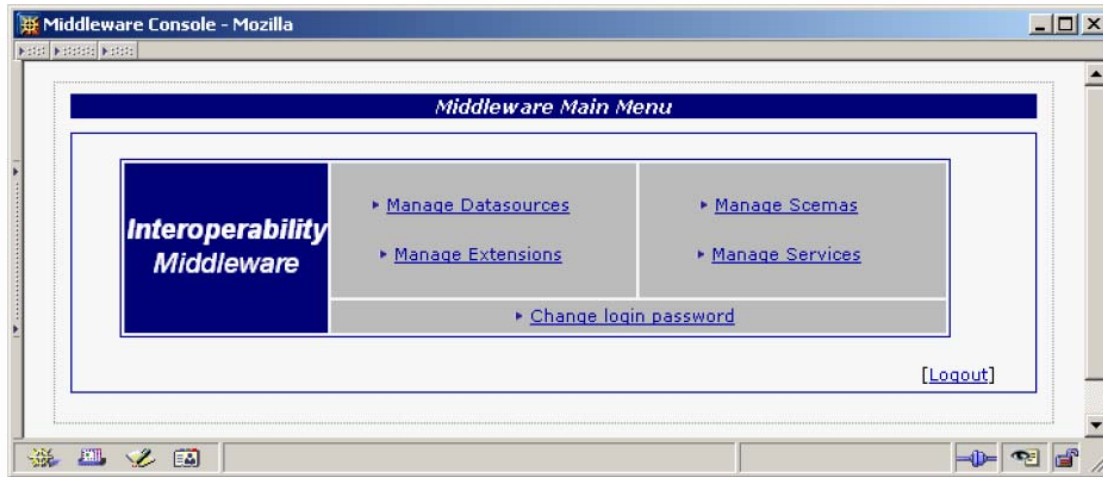 Middleware Console - Mozilla
Middleware Main Menu
Interoperability
Middleware
Manage Datasources
Manage Scemas
Manage Extensions
Manage Services
Change login password
[Logout]